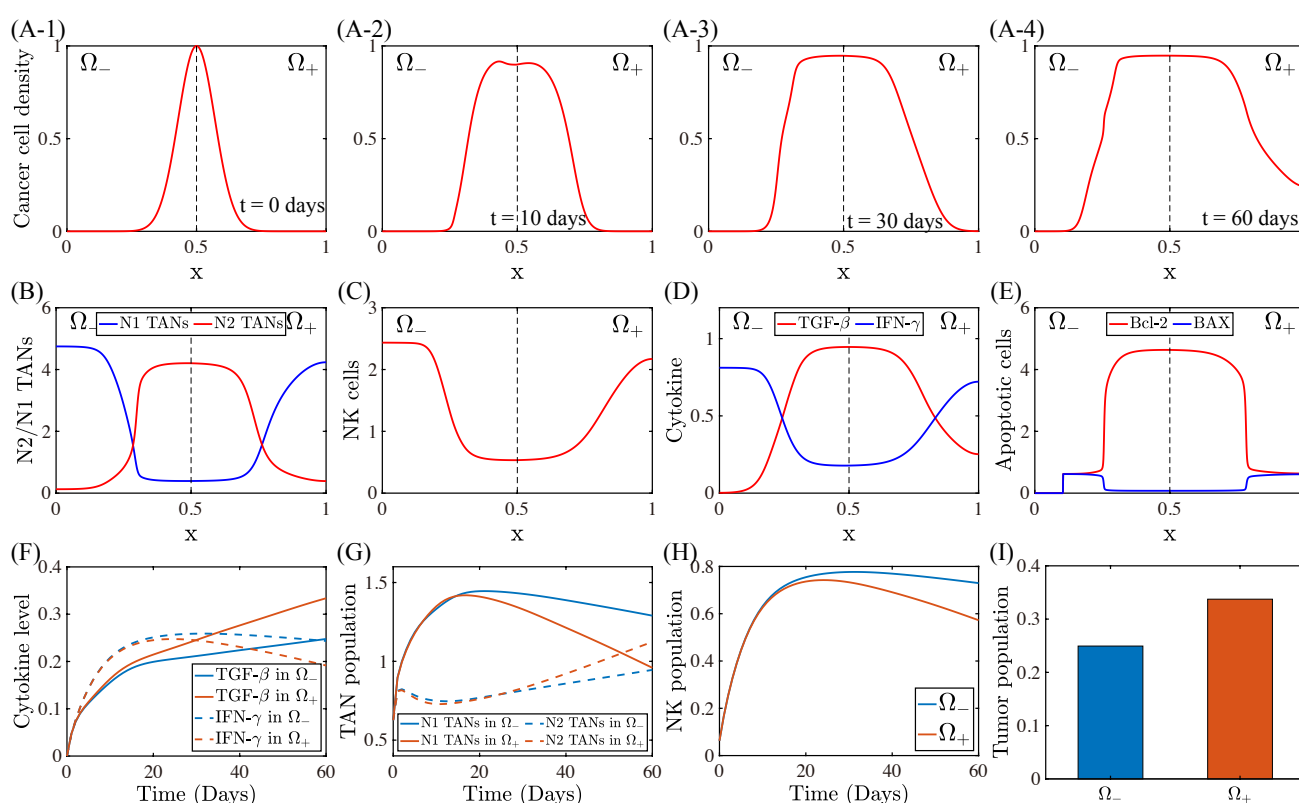 (A-1) (A-2) (A-3) (A-4)
Cancer cell density
1
0.5
0
Ω− Ω+
t = 0 days
0 0.5 1
x
1
0.5
0
Ω− Ω+
t = 10 days
0 0.5 1
x
1
0.5
0
Ω− Ω+
t = 30 days
0 0.5 1
x
1
0.5
0
Ω− Ω+
t = 60 days
0 0.5
x
(B) (C) (D) (E)
N2/N1 TANs
6
4
2
0
Ω− N1 TANs N2 TANs Ω+
0 0.5 1
x
NK cells
3
2
1
0
Ω− Ω+
0 0.5 1
x
Cytokine
1
0.5
0
Ω− TGF-β IFN-γ Ω+
0 0.5 1
x
Apoptotic cells
6
4
2
0
Ω− Bcl-2 BAX Ω+
0 0.5 1
x
(F) (G) (H) (I)
Cytokine level
0.4
0.3
0.2
0.1
0
TGF-β in Ω−
TGF-β in Ω+
IFN-γ in Ω−
IFN-γ in Ω+
0 20 40 60
Time (Days)
TAN population
1.5
1
0.5
N1 TANs in Ω− N2 TANs in Ω−
N1 TANs in Ω+ N2 TANs in Ω+
0 20 40 60
Time (Days)
NK population
0.8
0.6
0.4
0.2
0
Ω−
Ω+
0 20 40 60
Time (Days)
Tumor population
0.4
0.3
0.2
0.1
0
Ω− Ω+